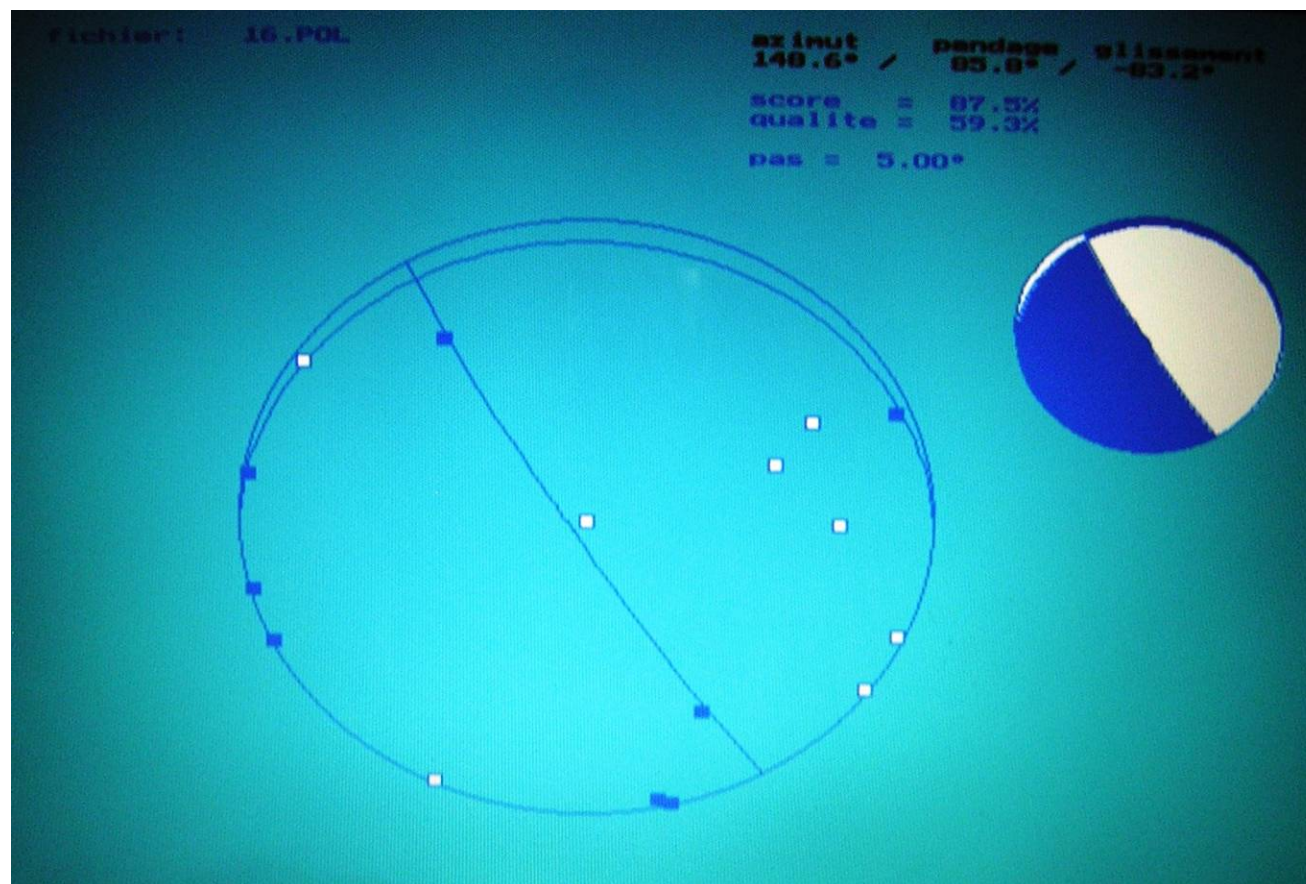 fichier: 16.POL
azimut pendage glissement
140.6° / 85.8° / -83.2°
score = 87.5%
qualite = 59.3%
pas = 5.00°